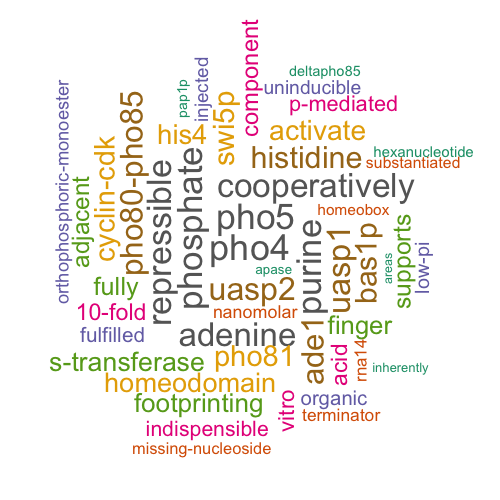 deltapho85
pap1p
injected
component
uninducible
p-mediated
orthophosphoric-monoester
his4
swi5p
activate
pho80-pho85
cyclin-cdk
histidine
hexanucleotide
substantiated
adjacent
repressible
phosphate
cooperatively
pho5
homeobox
pho4
purine
uasp1
bas1p
supports
low-pi
apase
areas
fully
uasp2
10-fold
nanomolar
fulfilled
adenine
finger
s-transferase
pho81
ade1
acid
rna14
inherently
homeodomain
footprinting
vitro
organic
terminator
indispensible
missing-nucleoside